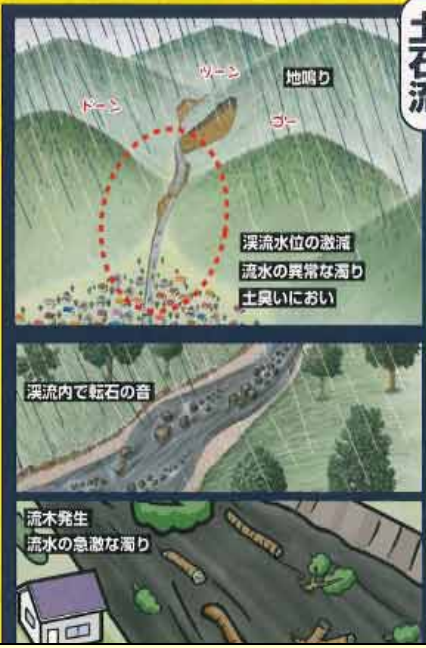 土石流
ツーン
地鳴り
ドーン
ゴー
渓流水位の激減
流水の異常な濁り
土臭いにおい
渓流内で転石の音
流木発生
流水の急激な濁り